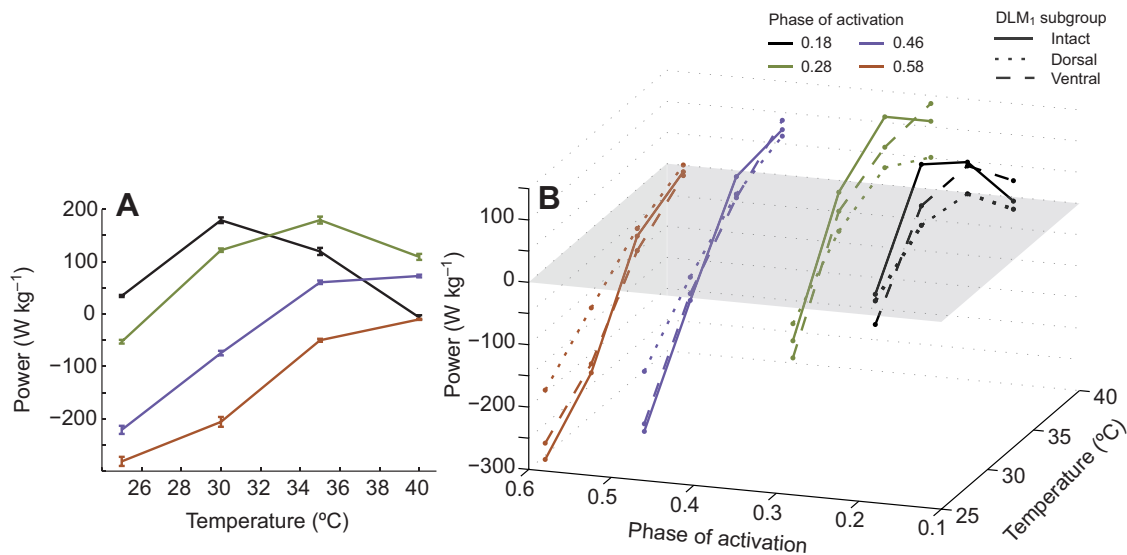 Phase of activation
0.18
0.46
0.28
0.58
DLM₁ subgroup
Intact
Dorsal
Ventral
A
Power (W kg⁻¹)
200
100
0
−100
−200
26 28 30 32 34 36 38 40
Temperature (ºC)
B
Power (W kg⁻¹)
100
0
−100
−200
−300
0.6 0.5 0.4 0.3 0.2 0.1
Phase of activation
25 30 35 40
Temperature (ºC)